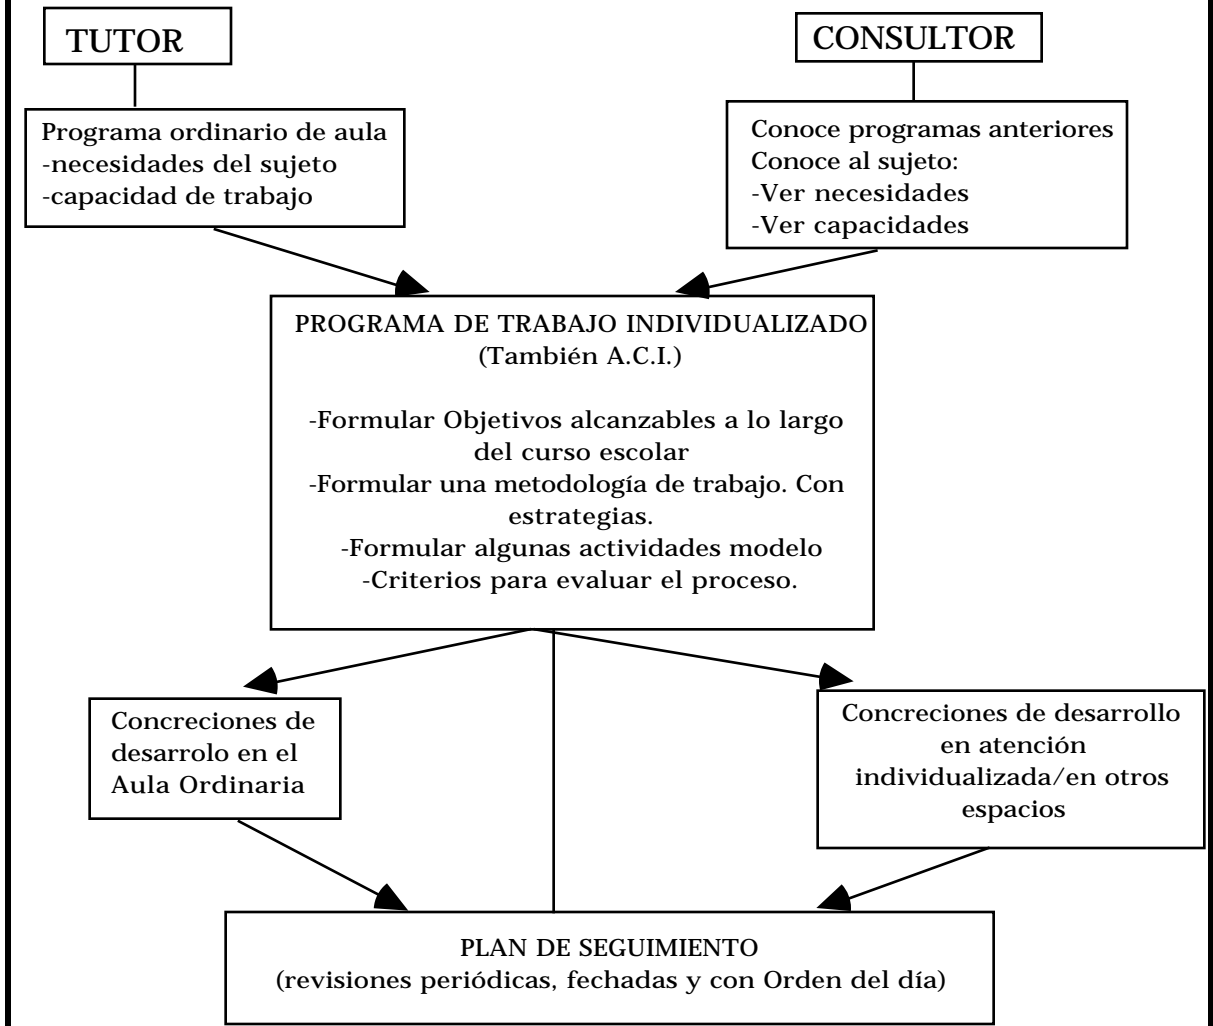 TUTOR
CONSULTOR
Programa ordinario de aula
-necesidades del sujeto
-capacidad de trabajo
Conoce programas anteriores
Conoce al sujeto:
-Ver necesidades
-Ver capacidades
PROGRAMA DE TRABAJO INDIVIDUALIZADO
(También A.C.I.)
-Formular Objetivos alcanzables a lo largo
del curso escolar
-Formular una metodología de trabajo. Con
estrategias.
-Formular algunas actividades modelo
-Criterios para evaluar el proceso.
Concreciones de
desarrolo en el
Aula Ordinaria
Concreciones de desarrollo
en atención
individualizada/en otros
espacios
PLAN DE SEGUIMIENTO
(revisiones periódicas, fechadas y con Orden del día)